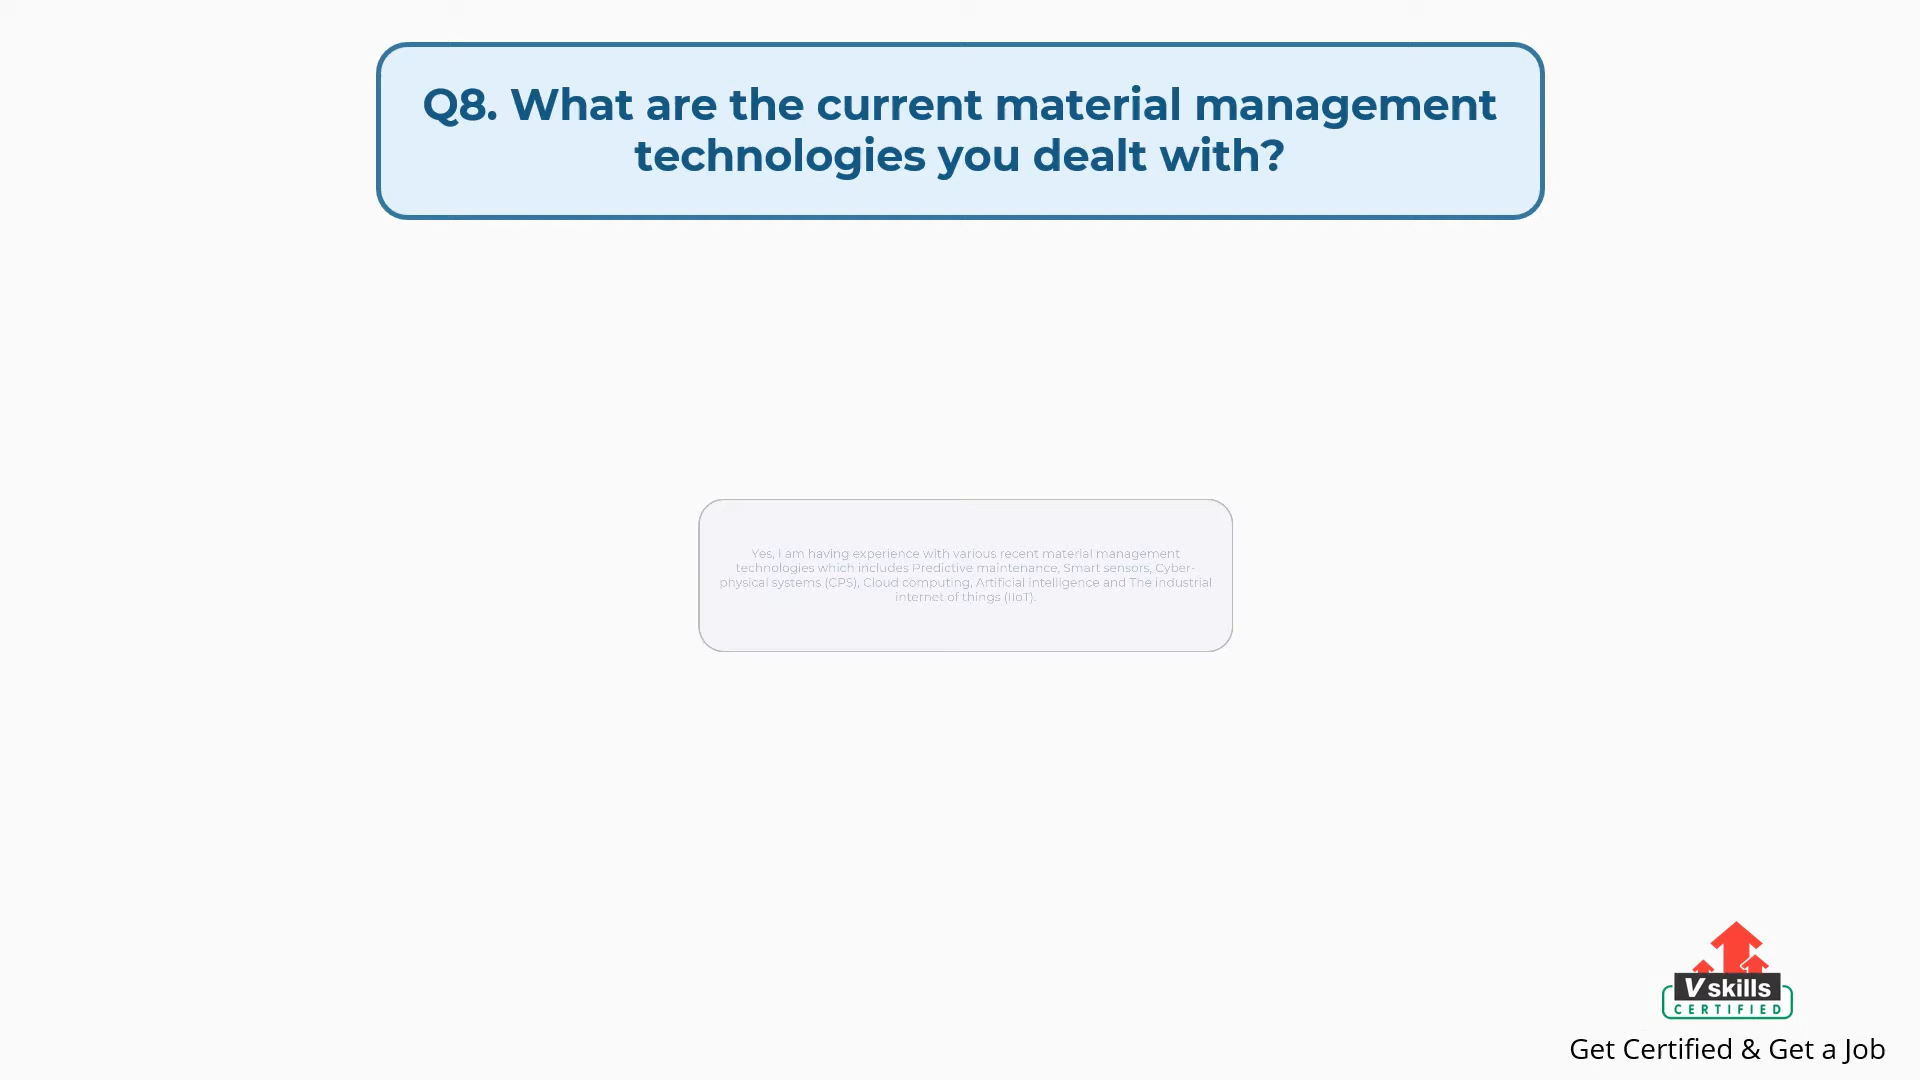 Q8. What are the current material management
technologies you dealt with?
Yes, I am having experience with various recent material management
technologies which includes Predictive maintenance, Smart sensors, Cyber-
physical systems (CPS), Cloud computing, Artificial intelligence and The industrial
internet of things (IIoT).
Vskills
CERTIFIED
Get Certified & Get a Job